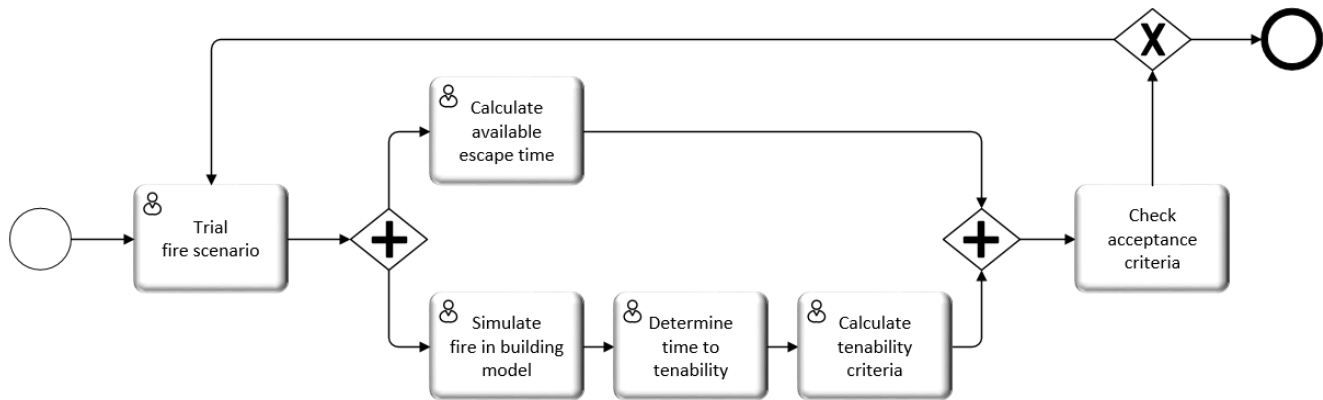 Calculate
available
escape time
Trial
fire scenario
Check
acceptance
criteria
Simulate
fire in building
model
Determine
time to
tenability
Calculate
tenability
criteria